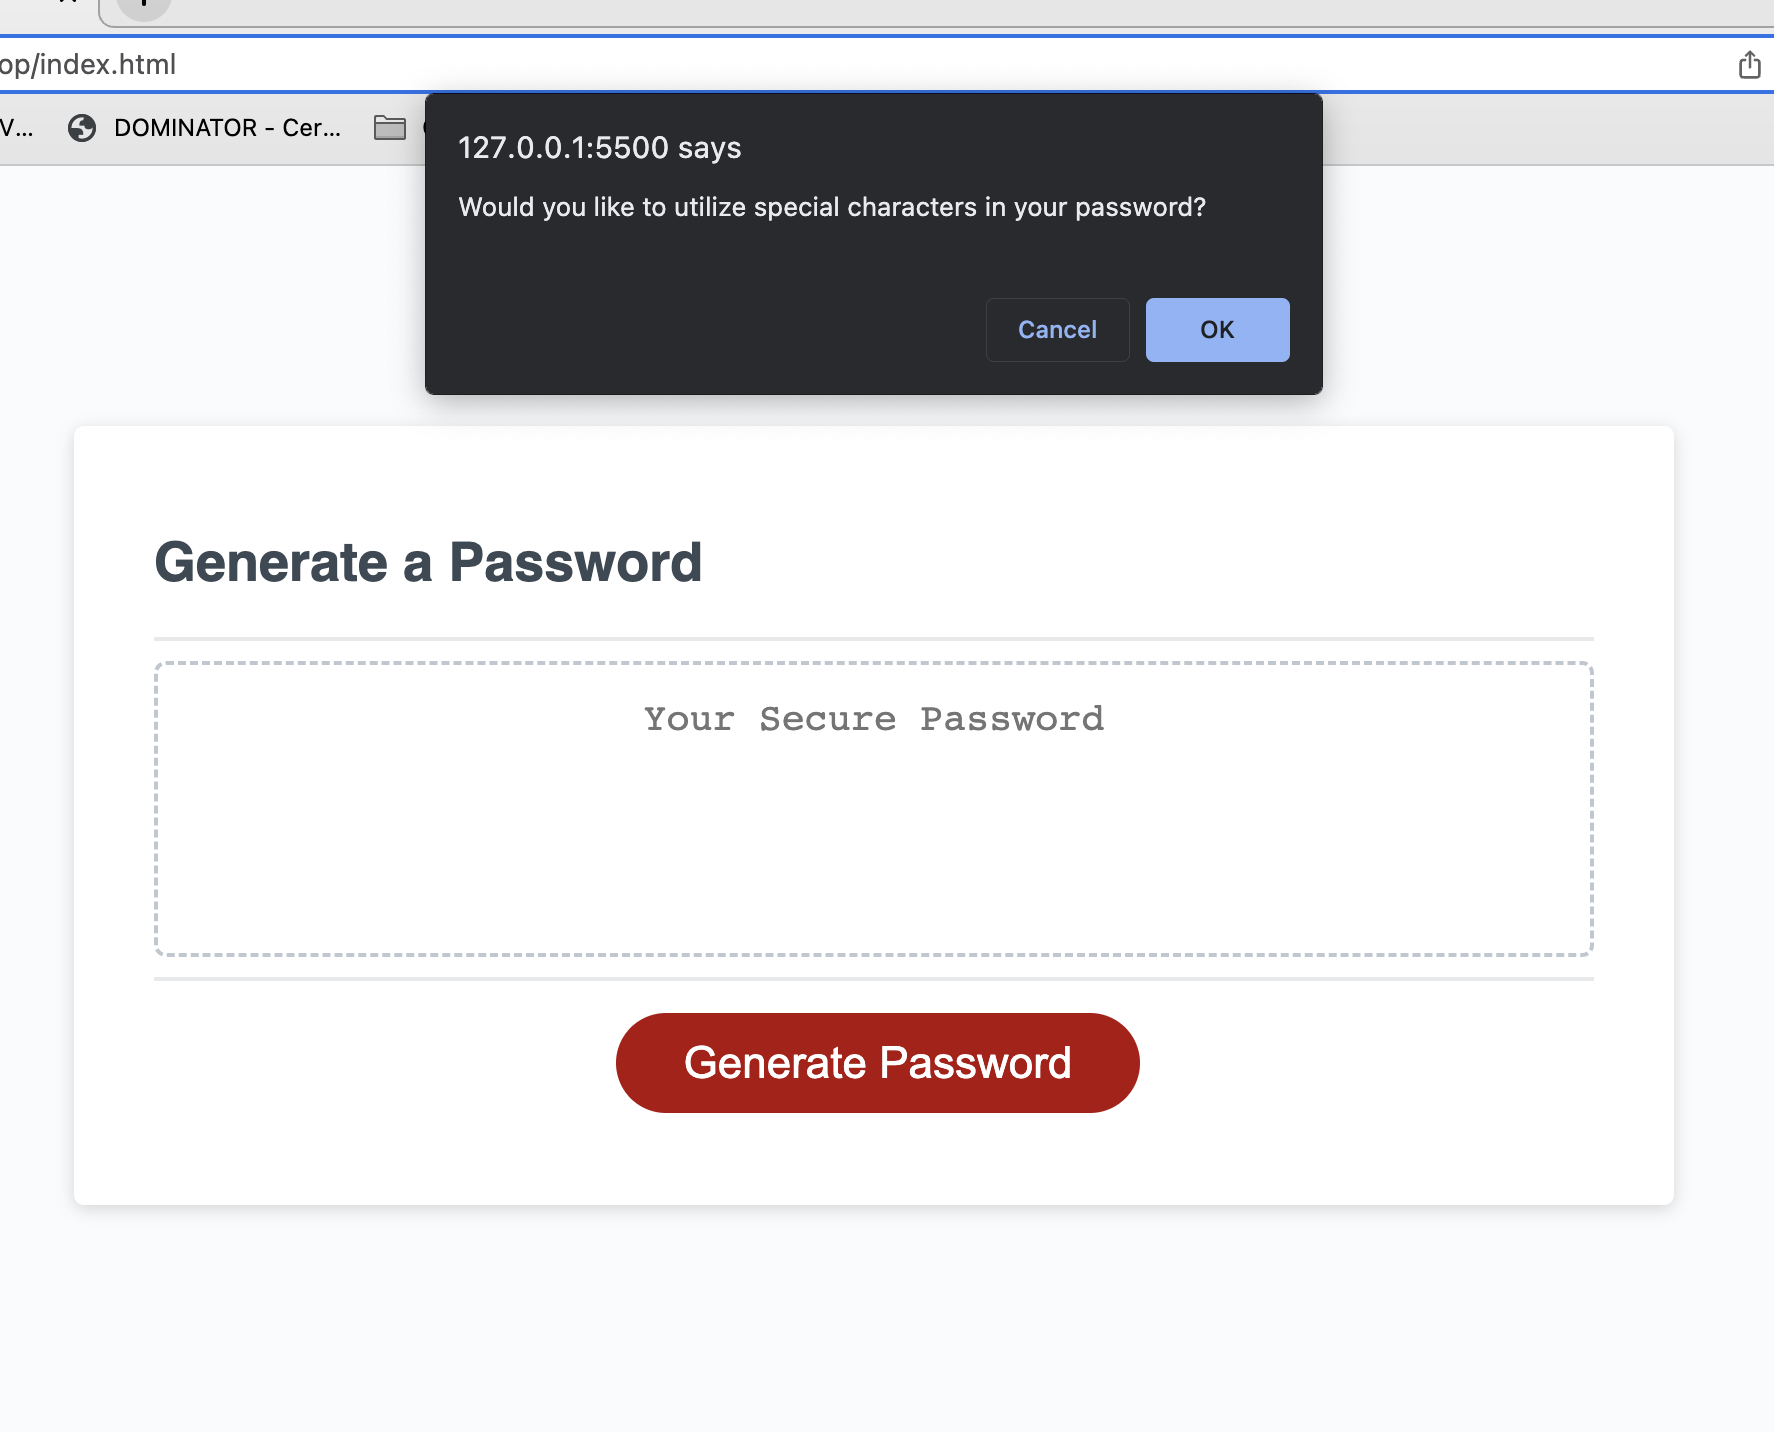 op/index.html
V...
DOMINATOR - Cer...
127.0.0.1:5500 says
Would you like to utilize special characters in your password?
Cancel
OK
Generate a Password
Your Secure Password
Generate Password